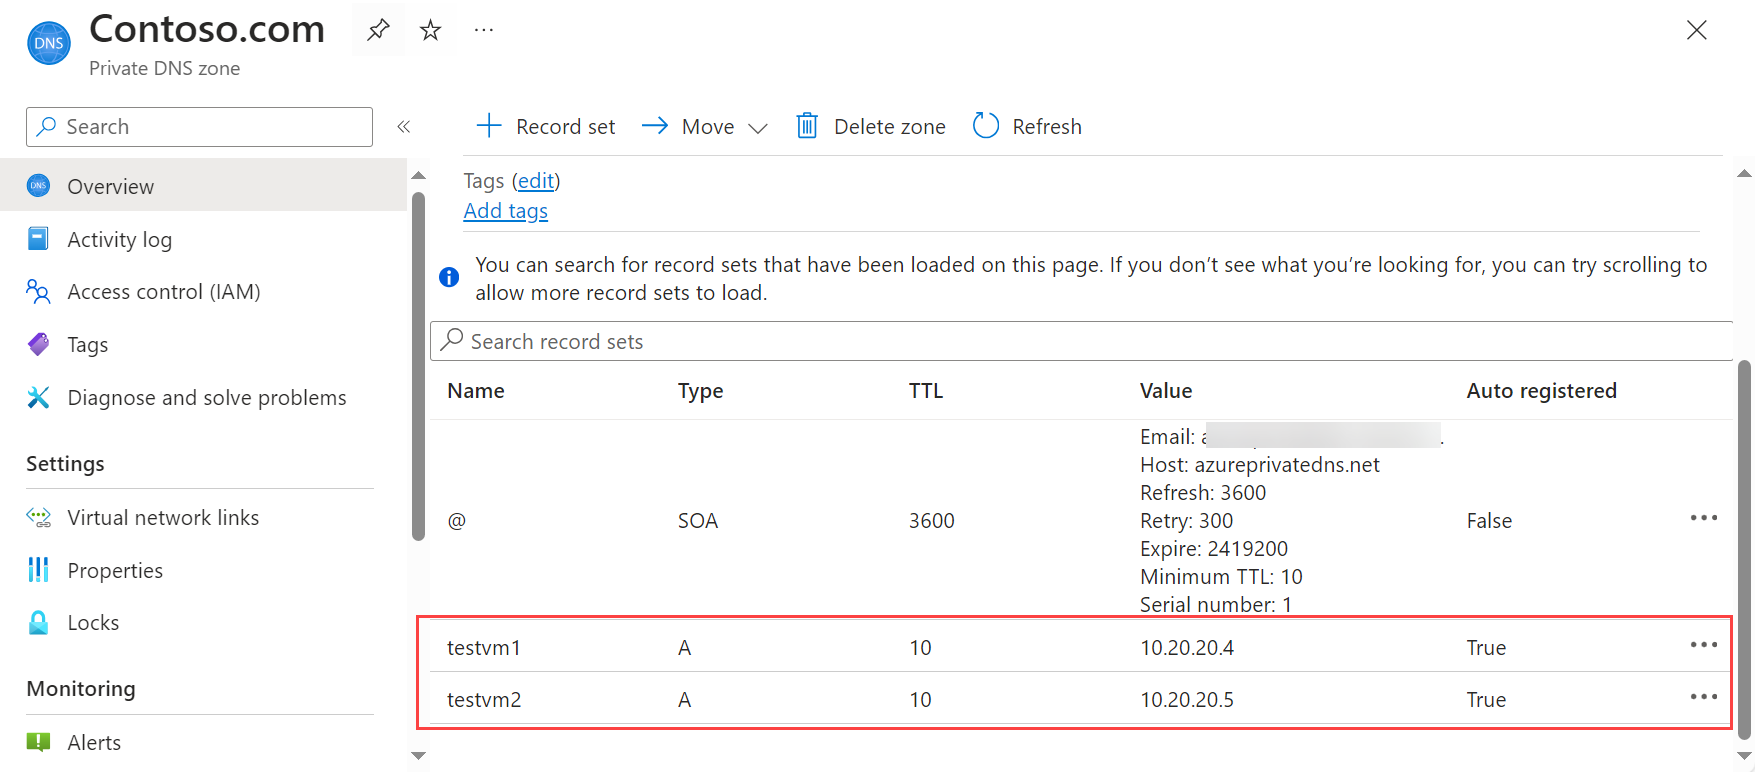 DNS
Contoso.com
Private DNS zone
Search
«
Record set
Move
Delete zone
Refresh
DNS
Overview
Activity log
Access control (IAM)
Tags
Diagnose and solve problems
Settings
Virtual network links
Properties
Locks
Monitoring
Alerts
Tags (edit)
Add tags
You can search for record sets that have been loaded on this page. If you don’t see what you’re looking for, you can try scrolling to
allow more record sets to load.
Search record sets
Name Type TTL Value Auto registered
Email:
Host: azureprivatedns.net
Refresh: 3600
Retry: 300
@ SOA 3600 False
Expire: 2419200
Minimum TTL: 10
Serial number: 1
testvm1 A 10 10.20.20.4 True
testvm2 A 10 10.20.20.5 True